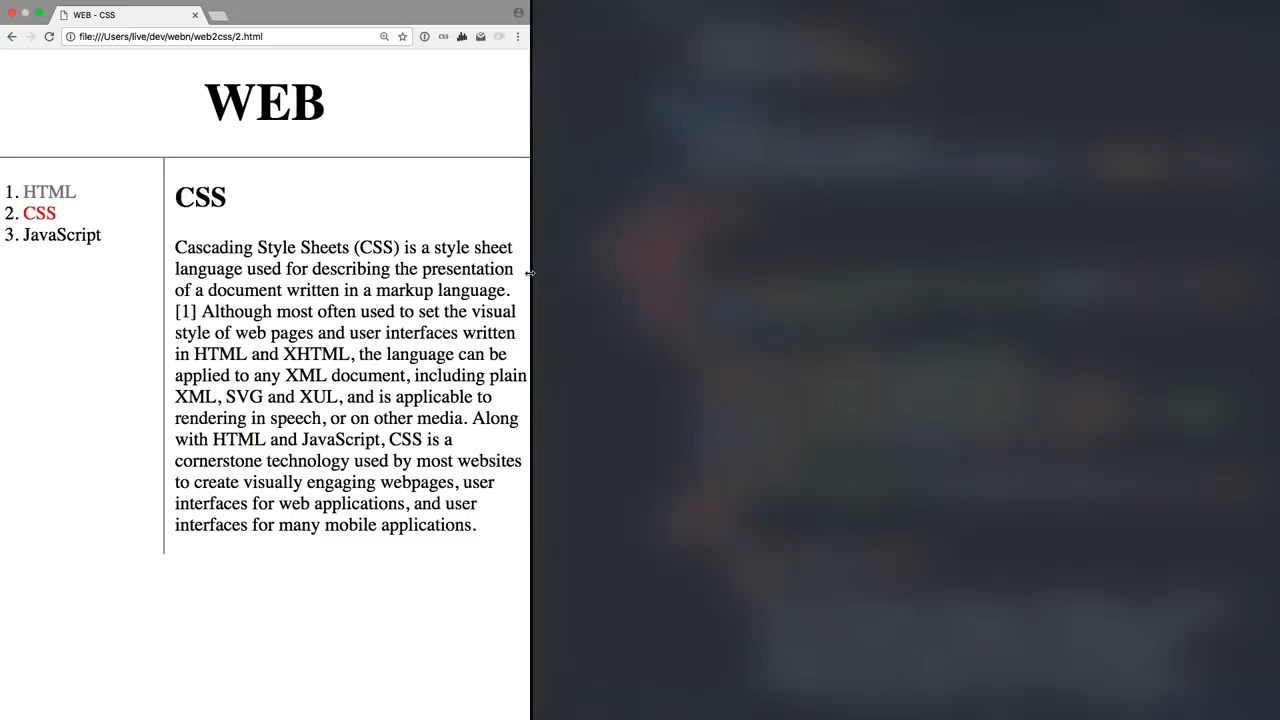 WEB - CSS
file:///Users/live/dev/webn/web2css/2.html
css
WEB
1. HTML
2. CSS
3. JavaScript
CSS
Cascading Style Sheets (CSS) is a style sheet
language used for describing the presentation
of a document written in a markup language.
[1] Although most often used to set the visual
style of web pages and user interfaces written
in HTML and XHTML, the language can be
applied to any XML document, including plain
XML, SVG and XUL, and is applicable to
rendering in speech, or on other media. Along
with HTML and JavaScript, CSS is a
cornerstone technology used by most websites
to create visually engaging webpages, user
interfaces for web applications, and user
interfaces for many mobile applications.